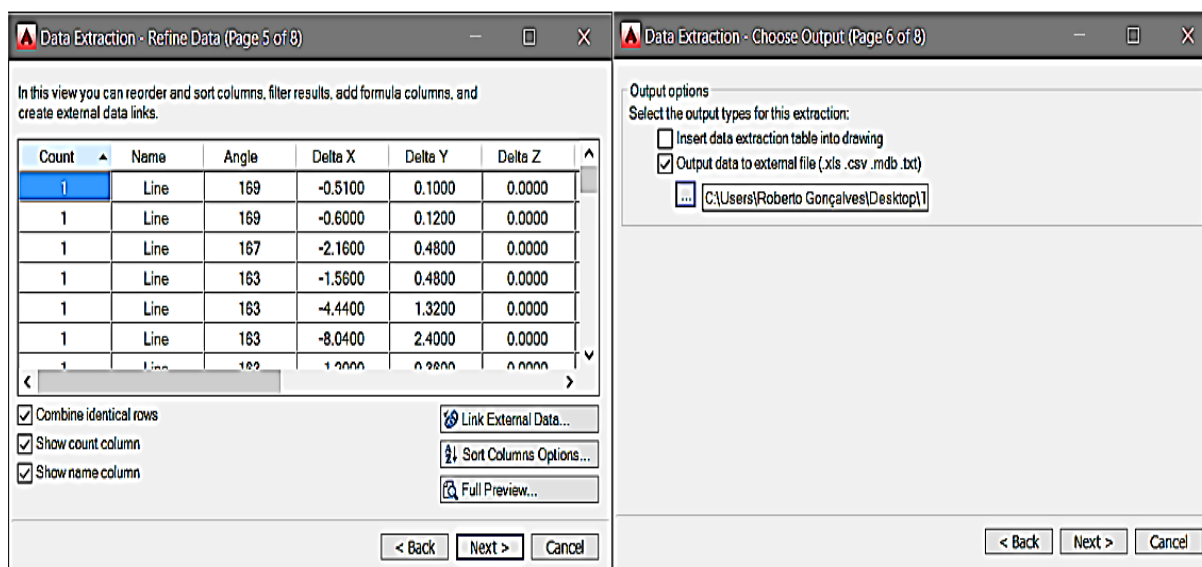 Data Extraction - Refine Data (Page 5 of 8)
In this view you can reorder and sort columns, filter results, add formula columns, and
create external data links.
Count Name Angle Delta X Delta Y Delta Z
1 Line 169 -0.5100 0.1000 0.0000
1 Line 169 -0.6000 0.1200 0.0000
1 Line 167 -2.1600 0.4800 0.0000
1 Line 163 -1.5600 0.4800 0.0000
1 Line 163 -4.4400 1.3200 0.0000
1 Line 163 -8.0400 2.4000 0.0000
1 Line 0.0000
Combine identical rows
Show count column
Show name column
Link External Data...
Sort Columns Options...
Full Preview...
< Back Next > Cancel
Data Extraction - Choose Output (Page 6 of 8)
Output options
Select the output types for this extraction:
Insert data extraction table into drawing
Output data to external file (.xls .csv .mdb .txt)
... C:\Users\Roberto Gonçalves\Desktop\1
< Back Next > Cancel